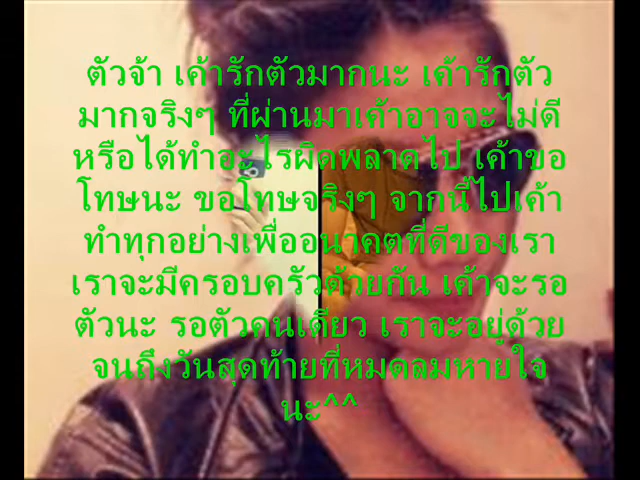 ตัวจ้า เค้ารักตัวมากนะ เค้ารักตัว
มากจริงๆ ที่ผ่านมาเค้าอาจจะไม่ดี
หรือได้ทำอะไรผิดพลาดไป เค้าขอ
โทษนะ ขอโทษจริงๆ จากนี้ไปเค้า
ทำทุกอย่างเพื่ออนาคตที่ดีของเรา
เราจะมีครอบครัวด้วยกัน เค้าจะรอ
ตัวนะ รอตัวคนเดียว เราจะอยู่ด้วย
จนถึงวันสุดท้ายที่หมดลมหายใจ
นะ^^